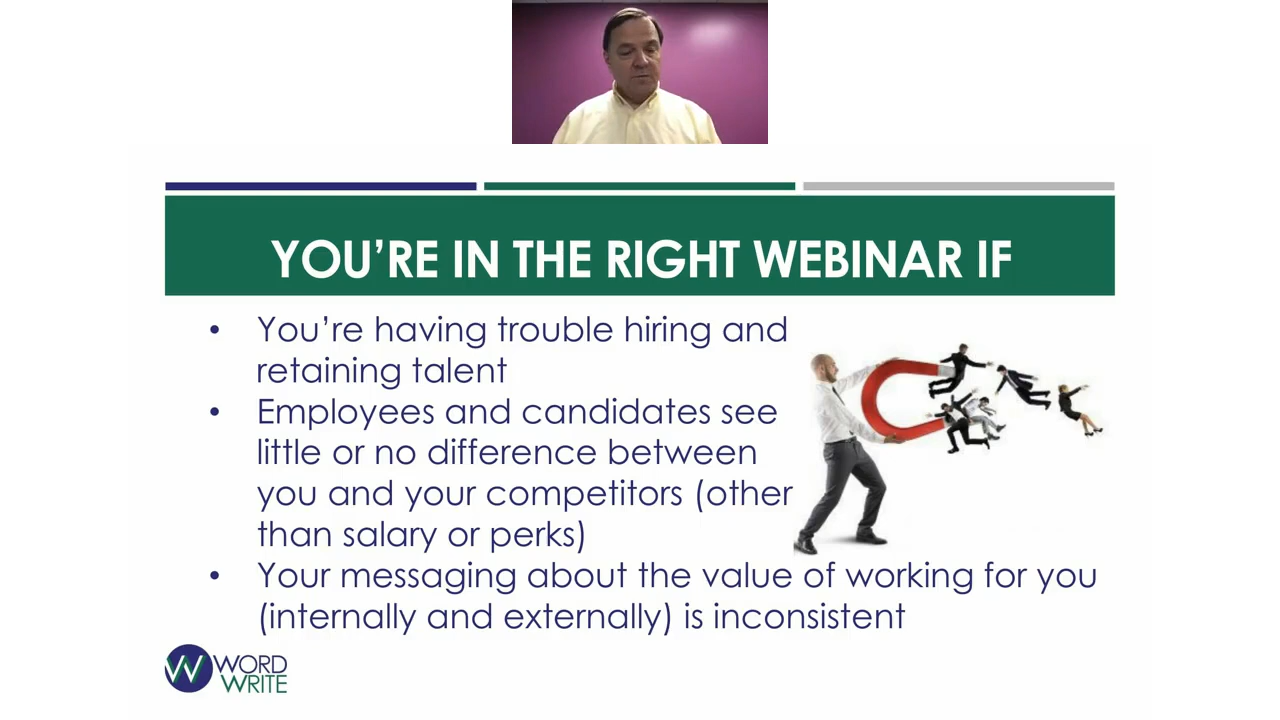 YOU'RE IN THE RIGHT WEBINAR IF
• You're having trouble hiring and
retaining talent
• Employees and candidates see
little or no difference between
you and your competitors (other
than salary or perks)
• Your messaging about the value of working for you
(internally and externally) is inconsistent
W WORD
WRITE